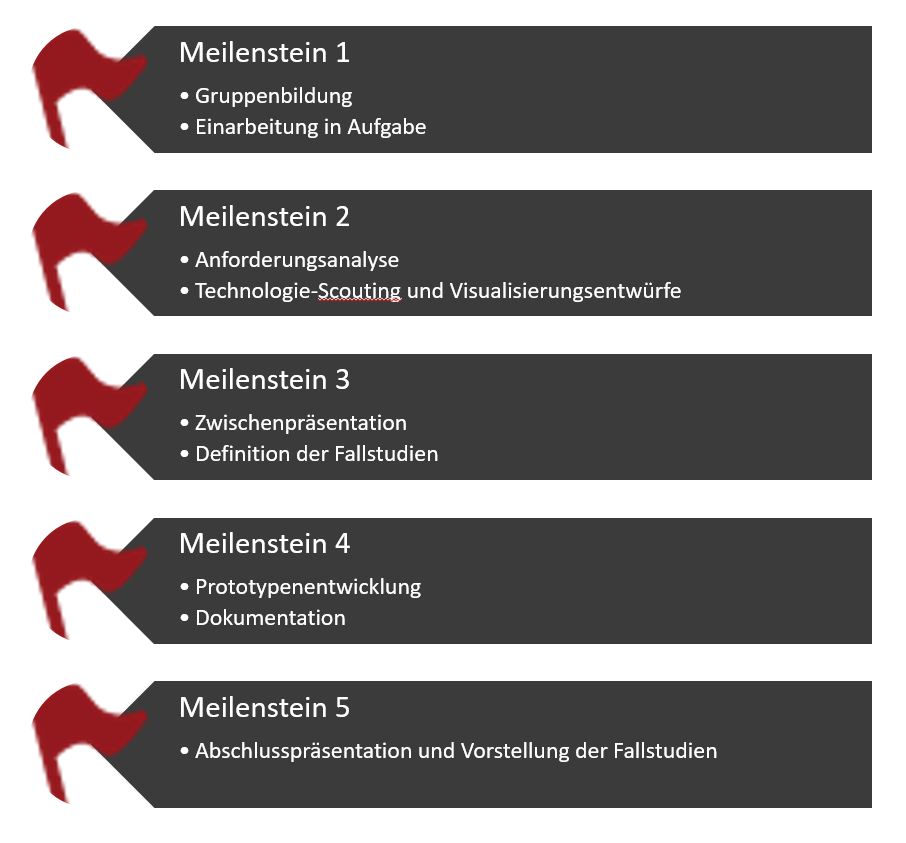 Meilenstein 1
• Gruppenbildung
• Einarbeitung in Aufgabe
Meilenstein 2
• Anforderungsanalyse
• Technologie-Scouting und Visualisierungsentwürfe
Meilenstein 3
• Zwischenpräsentation
• Definition der Fallstudien
Meilenstein 4
• Prototypenentwicklung
• Dokumentation
Meilenstein 5
• Abschlusspräsentation und Vorstellung der Fallstudien